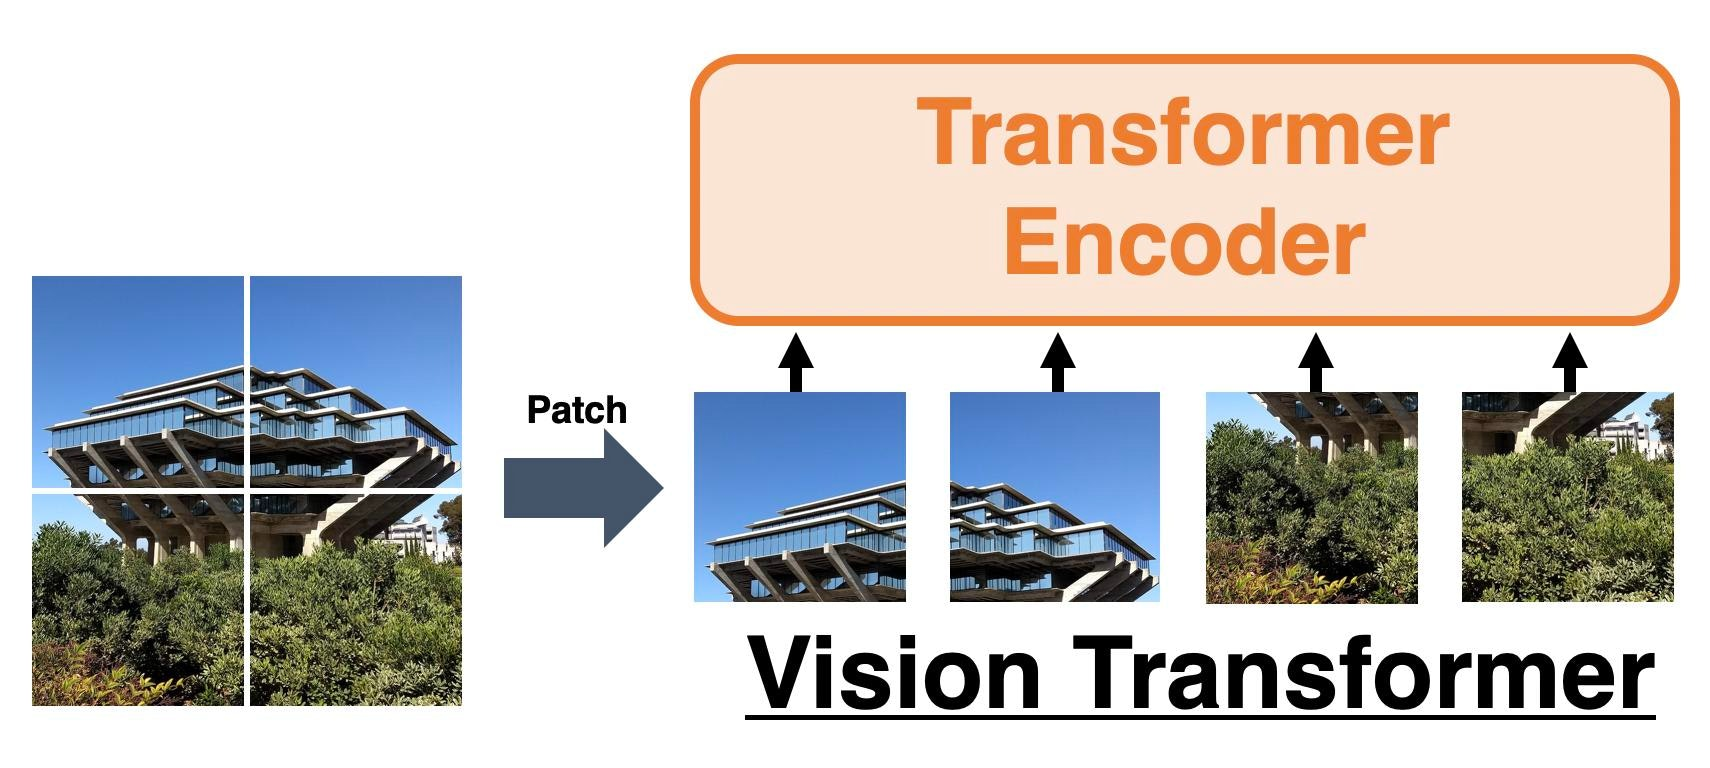 Transformer
Encoder
Patch
Vision Transformer